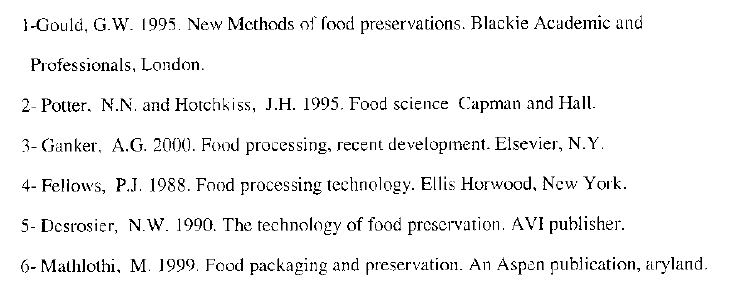 1-Gould, G.W. 1995. New Methods of food preservations. Blackie Academic and
Professionals, London.
2- Potter, N.N. and Hotchkiss, J.H. 1995. Food science Capman and Hall.
3- Ganker, A.G. 2000. Food processing, recent development. Elsevier, N.Y.
4- Fellows, P.J. 1988. Food processing technology. Ellis Horwood, New York.
5- Desrosier, N.W. 1990. The technology of food preservation. AVI publisher.
6- Mathlothi, M. 1999. Food packaging and preservation. An Aspen publication, aryland.